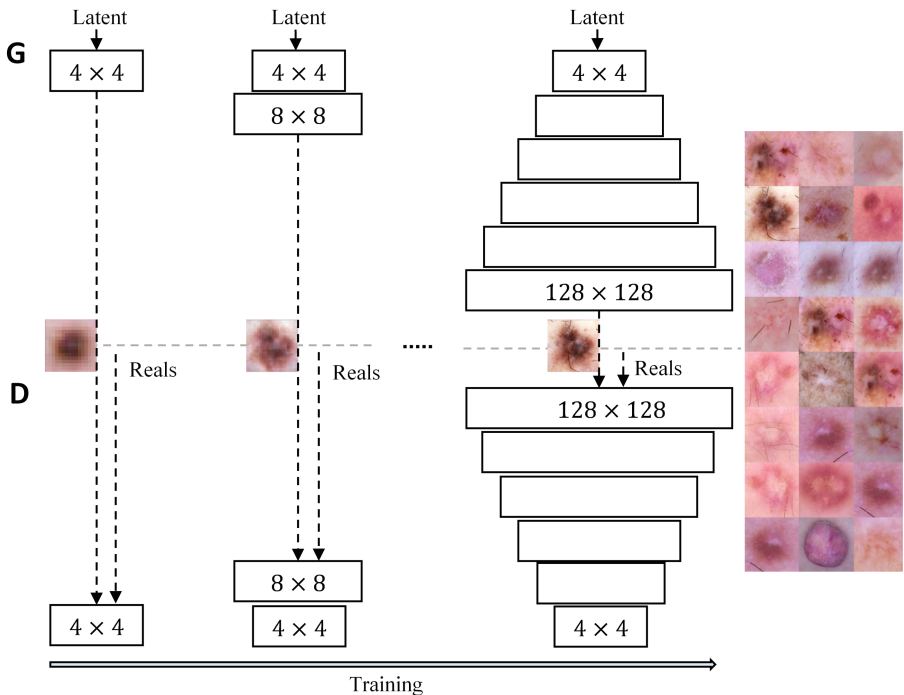 Latent Latent Latent
G
4 × 4 4 × 4 4 × 4
8 × 8
128 × 128
.....
Reals Reals Reals
D
128 × 128
8 × 8
4 × 4 4 × 4 4 × 4
Training